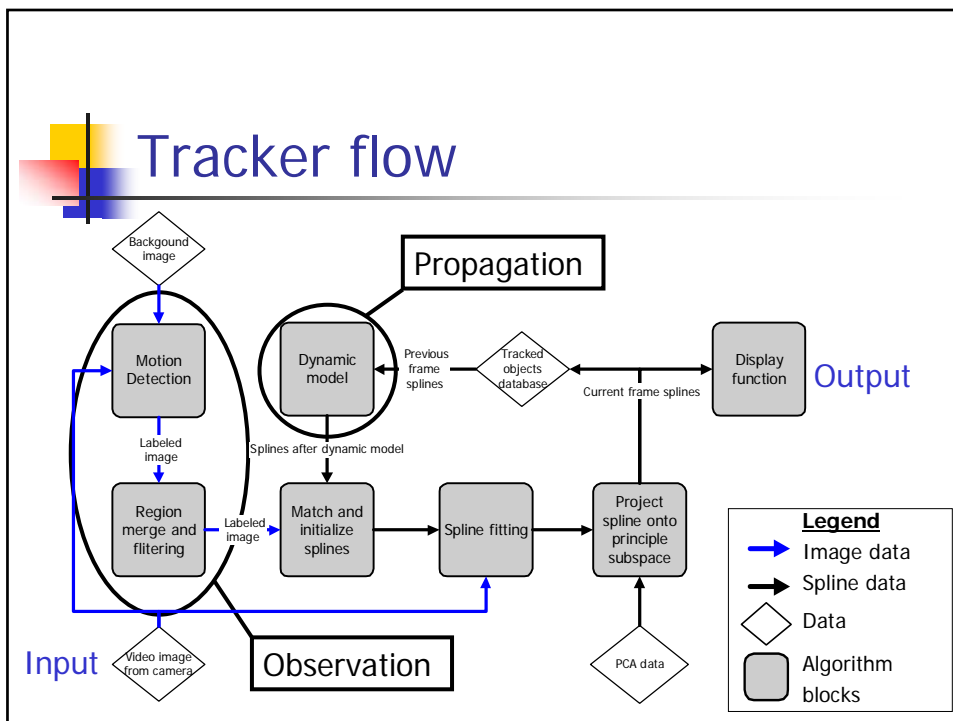 Tracker flow
Backgound
image
Propagation
Motion
Detection
Dynamic
model
Previous
frame
splines
Tracked
objects
database
Current frame splines
Display
function
Output
Labeled
image
Splines after dynamic model
Region
merge and
flitering
Labeled
image
Match and
initialize
splines
Spline fitting
Project
spline onto
principle
subspace
Legend
Image data
Spline data
Data
Algorithm
blocks
Input
Video image
from camera
Observation
PCA data